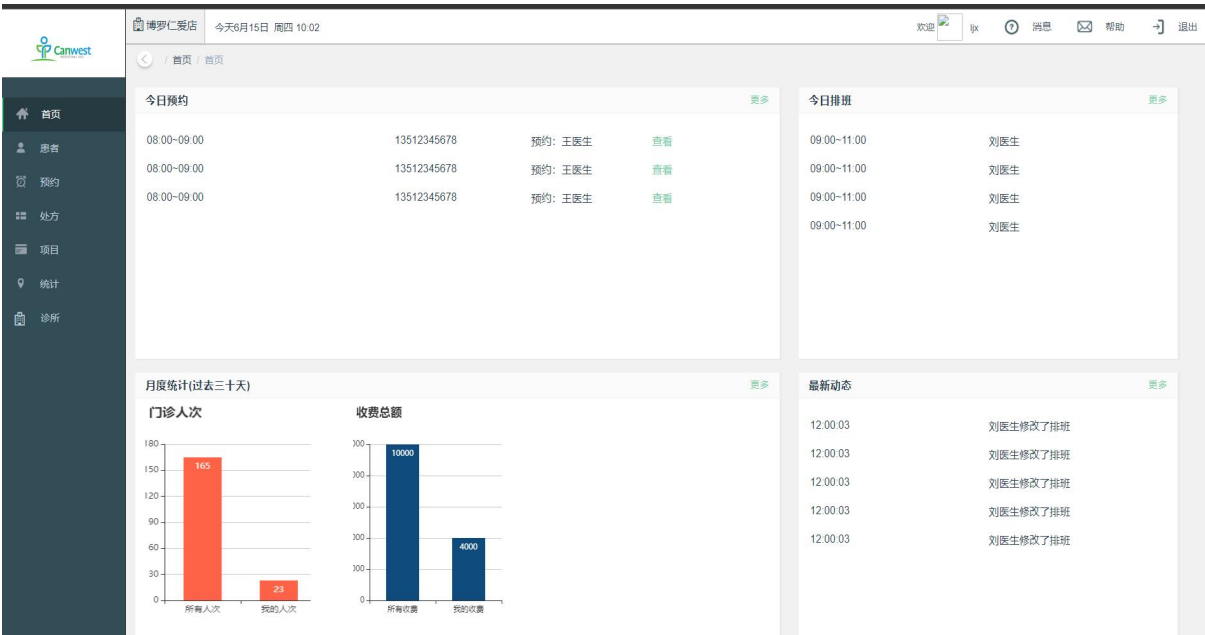 Canwest
博罗仁爱店 今天6月15日 周四 10:02 欢迎 ljx 消息 帮助 退出
/ 首页 / 首页
首页
患者
预约
处方
项目
统计
诊所
今日预约 更多
08:00~09:00 13512345678 预约：王医生 查看
08:00~09:00 13512345678 预约：王医生 查看
08:00~09:00 13512345678 预约：王医生 查看
今日排班 更多
09:00~11:00 刘医生
09:00~11:00 刘医生
09:00~11:00 刘医生
09:00~11:00 刘医生
月度统计(过去三十天) 更多
门诊人次
180
150
120
90
60
30
0
165
23
所有人次 我的人次
收费总额
000
000
000
000
000
0
10000
4000
所有收费 我的收费
最新动态 更多
12:00:03 刘医生修改了排班
12:00:03 刘医生修改了排班
12:00:03 刘医生修改了排班
12:00:03 刘医生修改了排班
12:00:03 刘医生修改了排班